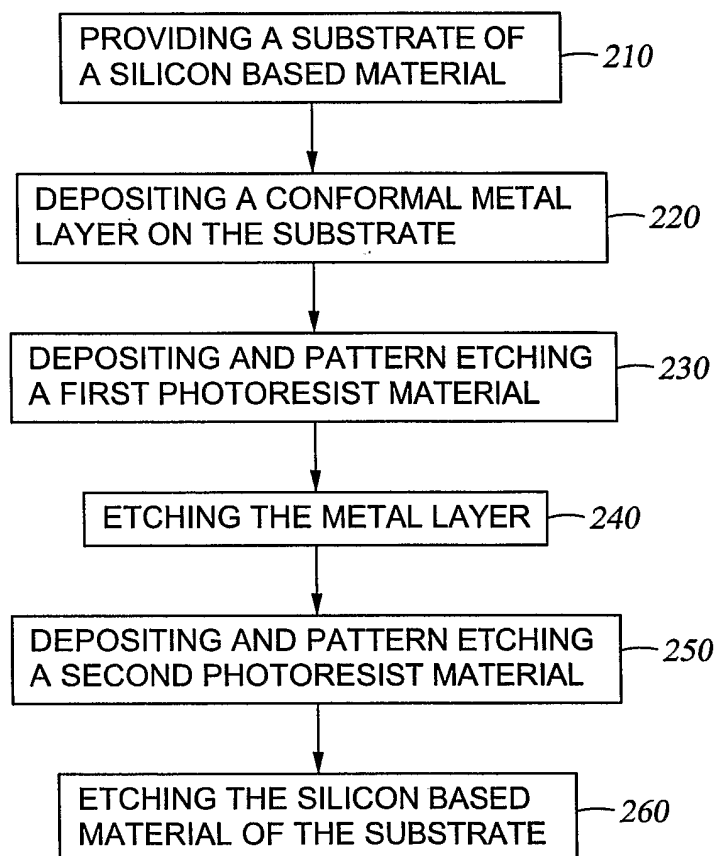 PROVIDING A SUBSTRATE OF
A SILICON BASED MATERIAL
210
DEPOSITING A CONFORMAL METAL
LAYER ON THE SUBSTRATE
220
DEPOSITING AND PATTERN ETCHING
A FIRST PHOTORESIST MATERIAL
230
ETCHING THE METAL LAYER
240
DEPOSITING AND PATTERN ETCHING
A SECOND PHOTORESIST MATERIAL
250
ETCHING THE SILICON BASED
MATERIAL OF THE SUBSTRATE
260